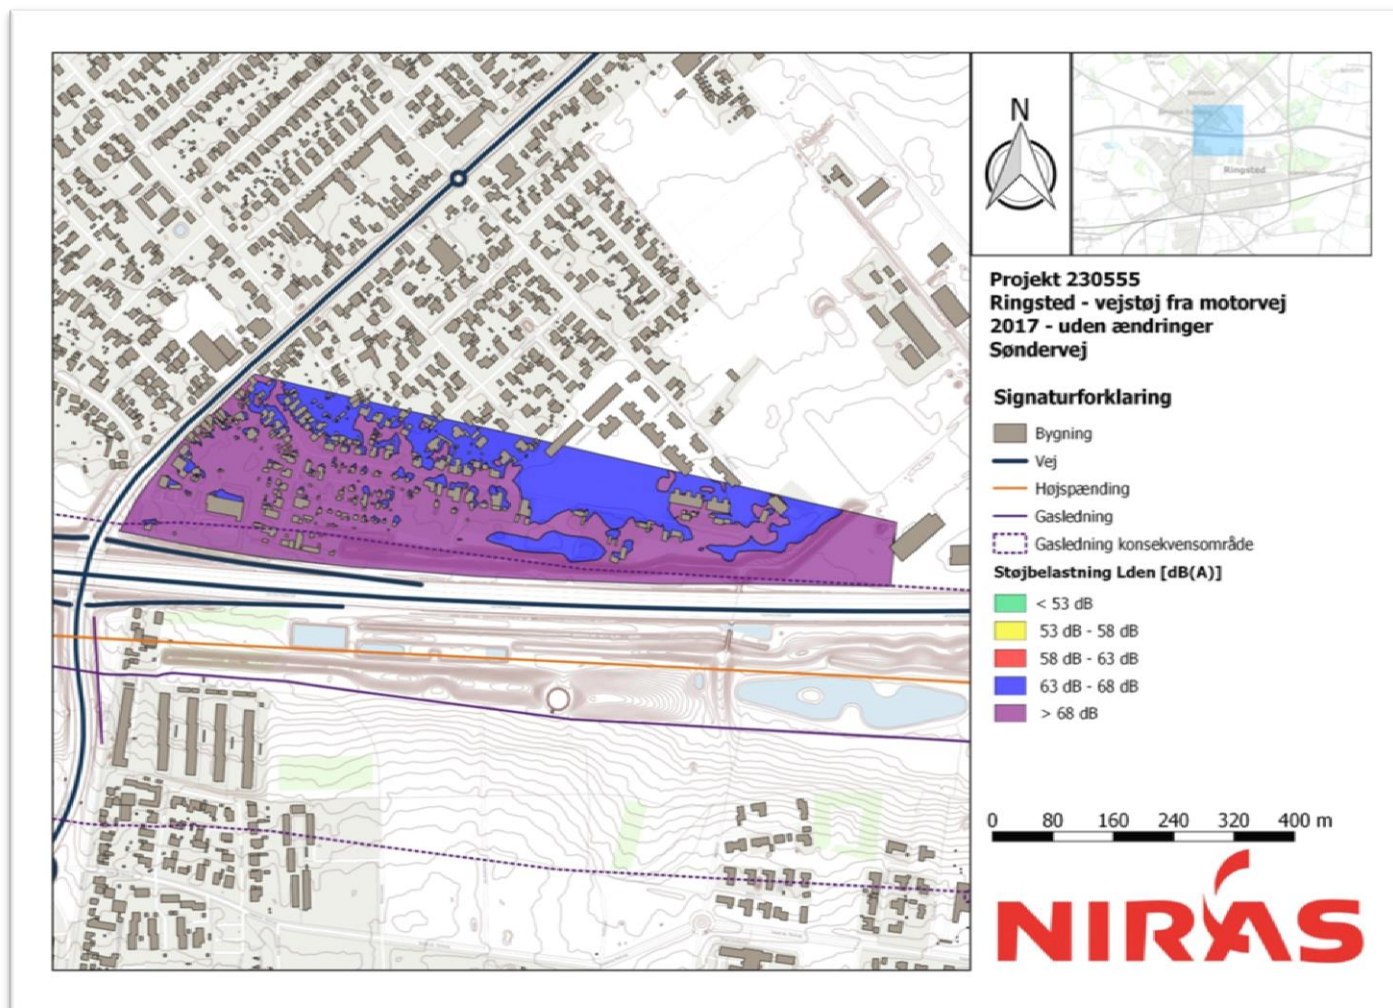 N
Ringsted
Projekt 230555
Ringsted - vejstøj fra motorvej
2017 - uden ændringer
Søndervej
Signaturforklaring
Bygning
Vej
Højspænding
Gasledning
Gasledning konsekvensområde
Støjbelastning Lden [dB(A)]
< 53 dB
53 dB - 58 dB
58 dB - 63 dB
63 dB - 68 dB
> 68 dB
0 80 160 240 320 400 m
NIRAS